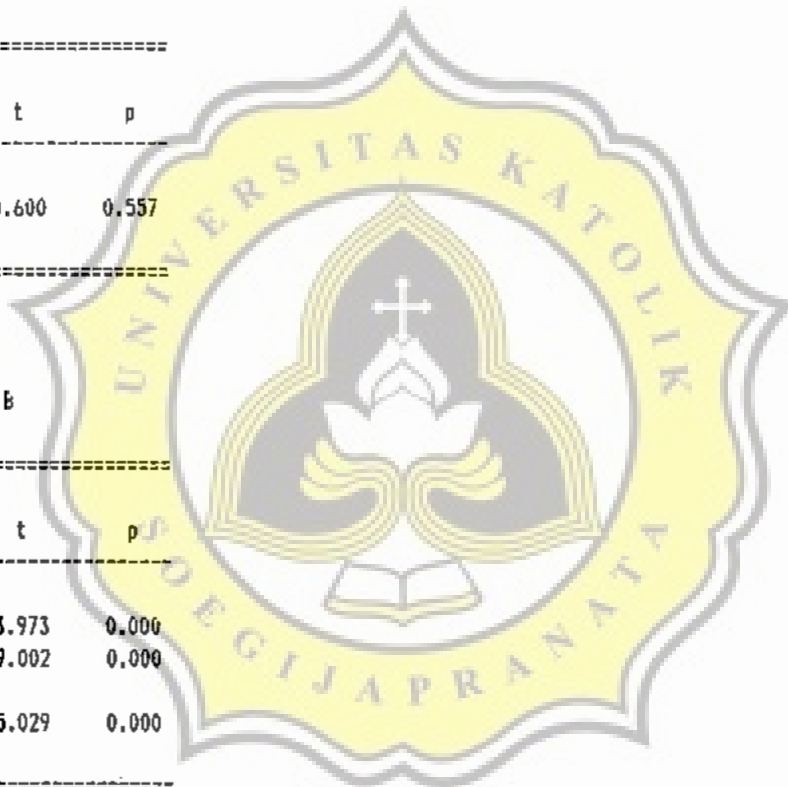 t p
.600 0.557
B
t p
.973 0.000
.002 0.000
.029 0.000
UNIVERSITAS KATOLIK
SOEGIJAPRANATA